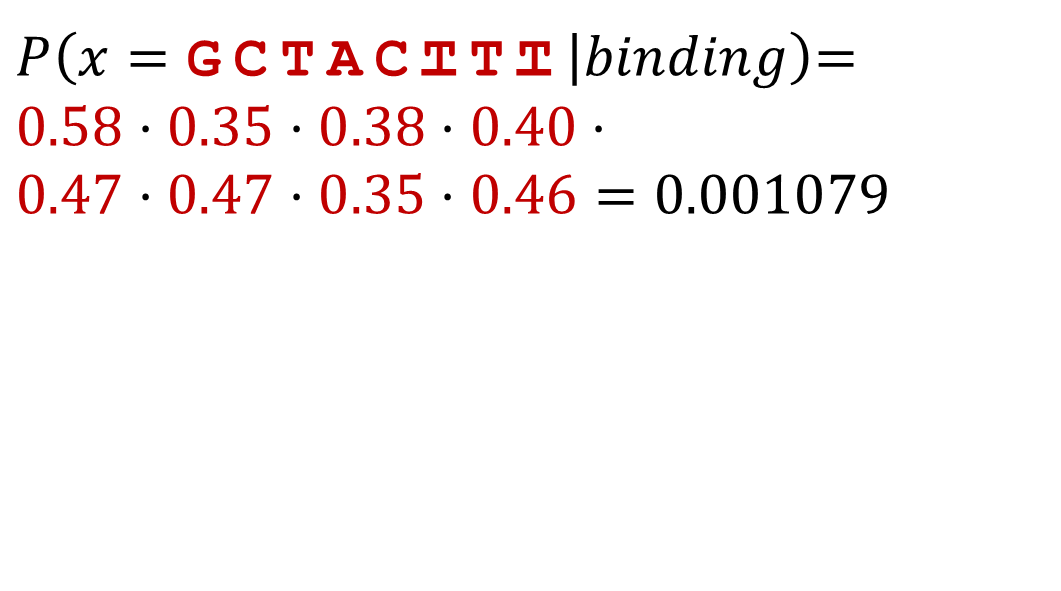 P(x = GCTACITI|binding)=
0.58 · 0.35 · 0.38 · 0.40 ·
0.47 · 0.47 · 0.35 · 0.46 = 0.001079